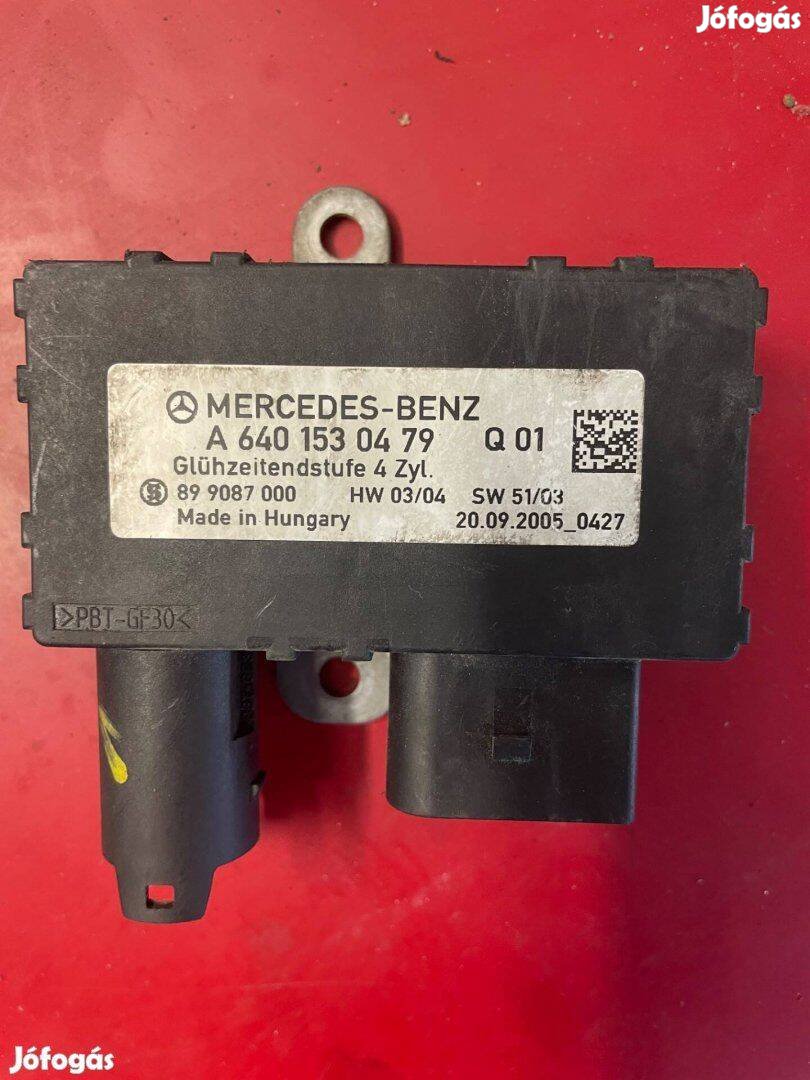 Jófogás
MERCEDES-BENZ
A 640 153 04 79 Q 01
Glühzeitendstufe 4 Zyl.
89 9087 000 HW 03/04 SW 51/03
Made in Hungary 20.09.2005_0427
>PBT-GF30<
Jófogás